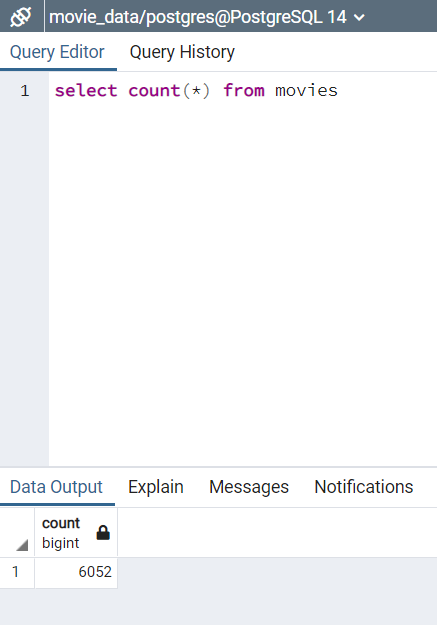 movie_data/postgres@PostgreSQL 14
Query Editor Query History
1 select count(*) from movies
Data Output Explain Messages Notifications
count
bigint
1 6052